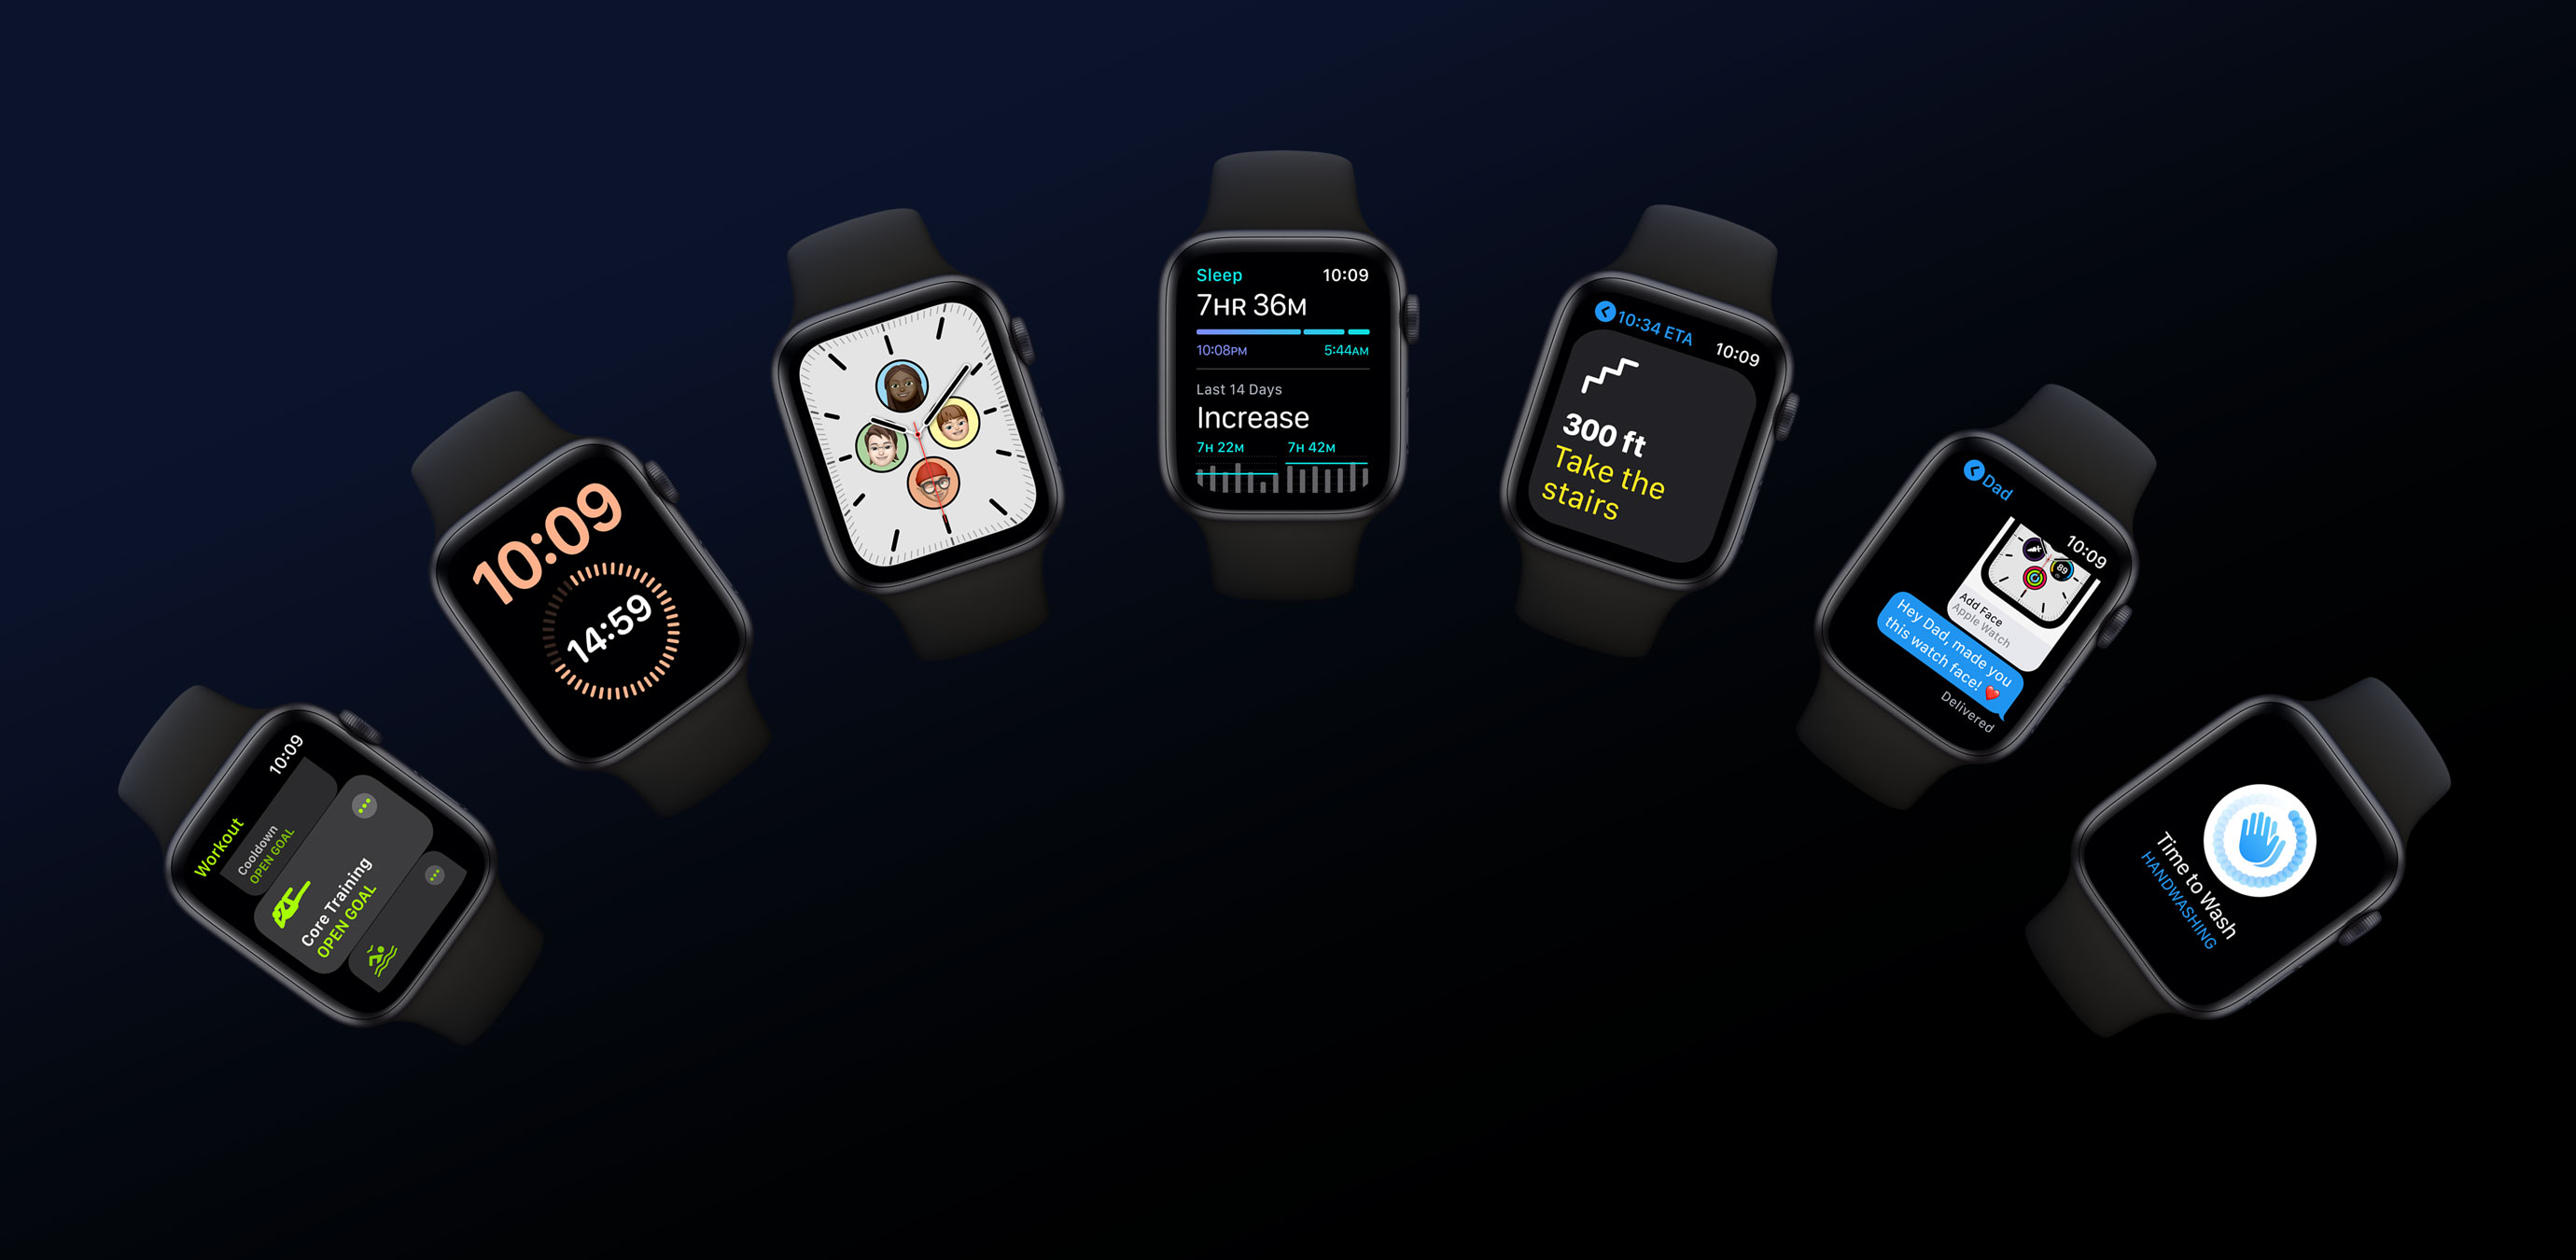 Workout
10:09
Cooldown
OPEN GOAL
Core Training
OPEN GOAL
10:09
14:59
Sleep
10:09
7HR 36M
10:08PM
5:44AM
Last 14 Days
Increase
7H 22M
7H 42M
10:34 ETA
10:09
300 ft
Take the
stairs
Dad
10:09
89
Add Face
Apple Watch
Hey Dad, made you
this watch face! ❤️
Delivered
Time to Wash
HANDWASHING